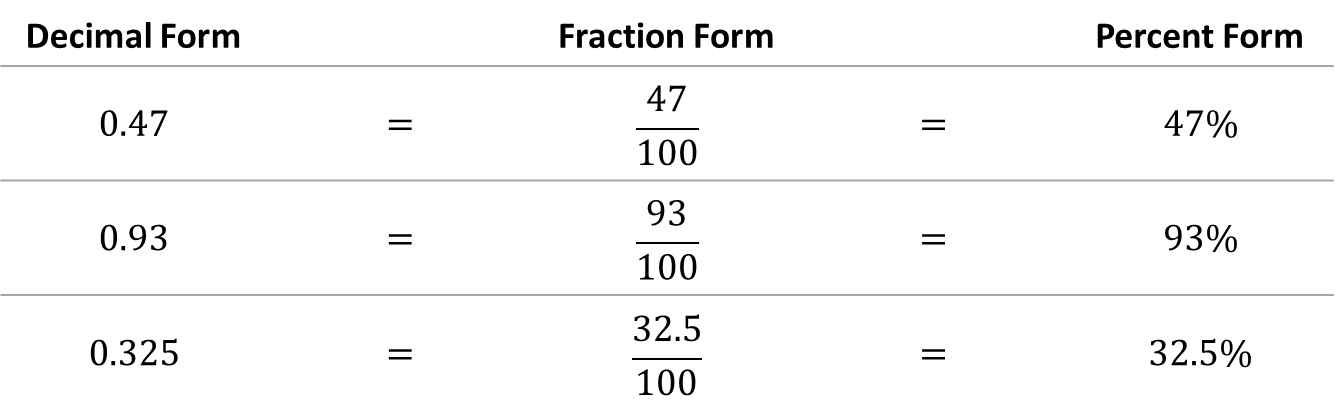 Decimal Form Fraction Form Percent Form
0.47 = 47/100 = 47%
0.93 = 93/100 = 93%
0.325 = 32.5/100 = 32.5%